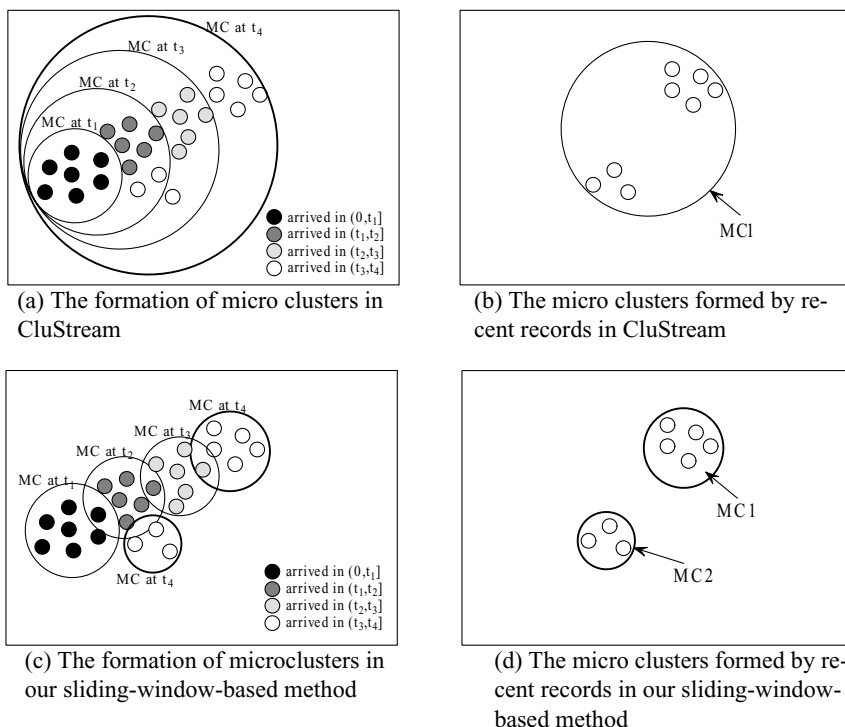 MC at t4
MC at t3
MC at t2
MC at t1
arrived in (0,t1]
arrived in (t1,t2]
arrived in (t2,t3]
arrived in (t3,t4]
(a) The formation of micro clusters in
CluStream
MCl
(b) The micro clusters formed by re-
cent records in CluStream
MC at t4
MC at t3
MC at t2
MC at t1
MC at t4
arrived in (0,t1]
arrived in (t1,t2]
arrived in (t2,t3]
arrived in (t3,t4]
(c) The formation of microclusters in
our sliding-window-based method
MC1
MC2
(d) The micro clusters formed by re-
cent records in our sliding-window-
based method